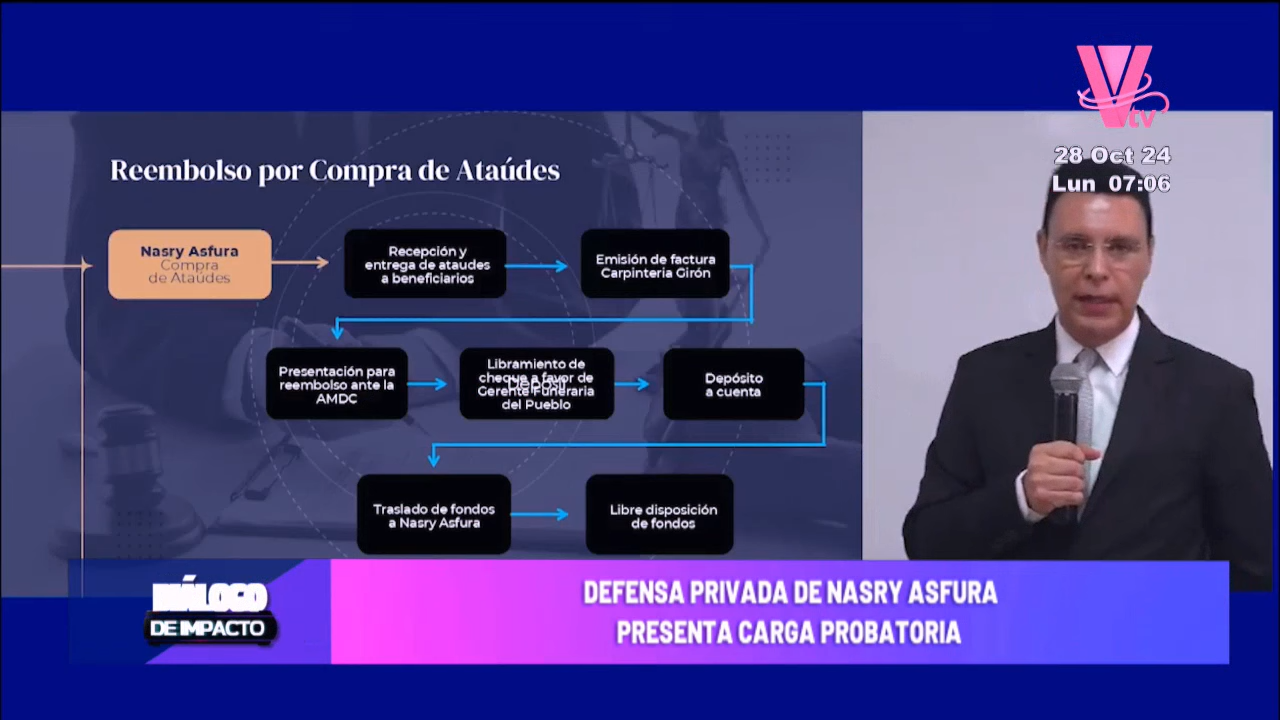 Vtv
28 Oct 24
Lun 07:06
Reembolso por Compra de Ataúdes
Nasry Asfura
Compra
de Ataúdes
Recepción y
entrega de ataudes
a beneficiarios
Emisión de factura
Carpinteria Girón
Presentación para
reembolso ante la
AMDC
Libramiento de
cheque a favor de
Gerente Funeraria
del Pueblo
Depósito
a cuenta
Traslado de fondos
a Nasry Asfura
Libre disposición
de fondos
DE IMPACTO
DEFENSA PRIVADA DE NASRY ASFURA
PRESENTA CARGA PROBATORIA